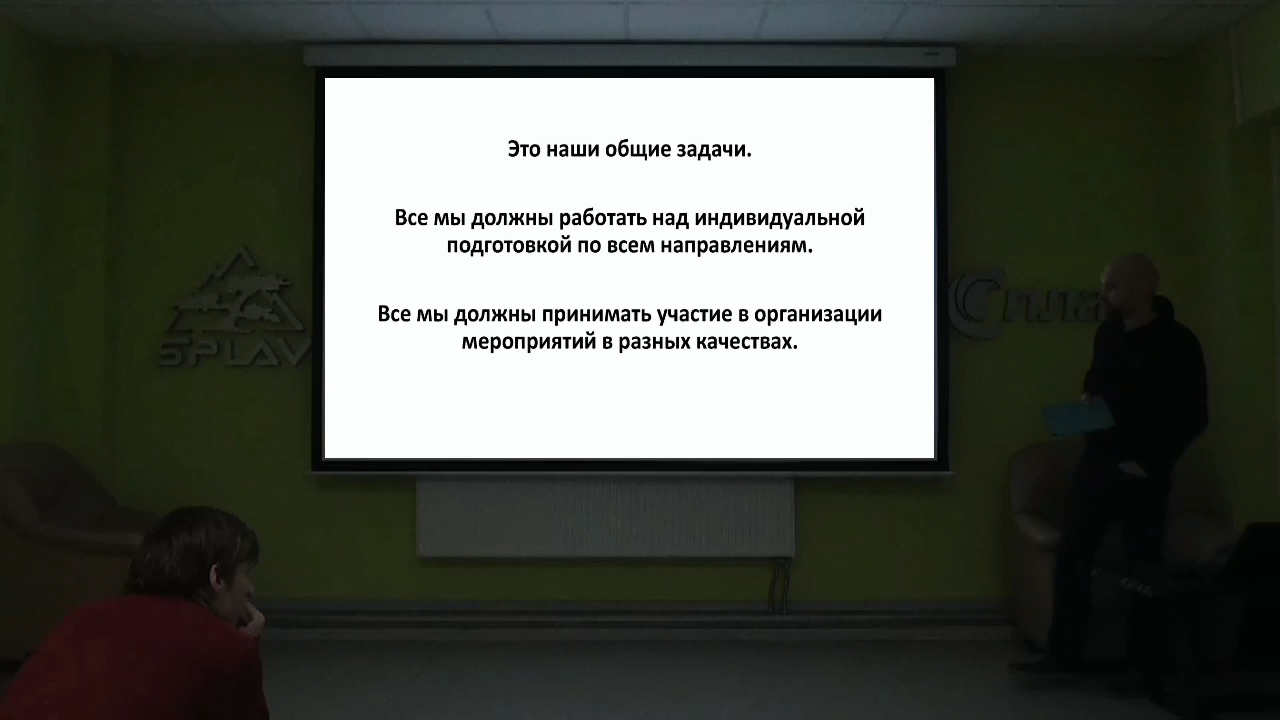 Это наши общие задачи.
Все мы должны работать над индивидуальной
подготовкой по всем направлениям.
Все мы должны принимать участие в организации
мероприятий в разных качествах.
SPLAV
Спла